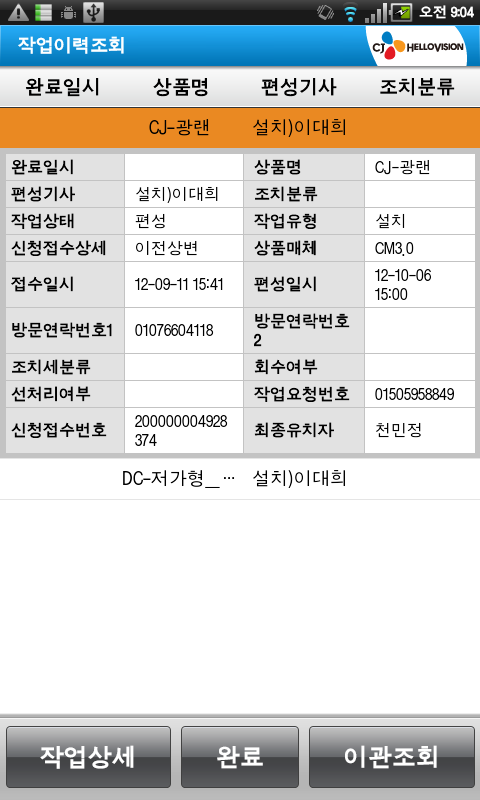 오전 9:04
작업이력조회 CJ HELLOVISION
완료일시 상품명 편성기사 조치분류
CJ-광랜 설치)이대희
완료일시 상품명 CJ-광랜
편성기사 설치)이대희 조치분류
작업상태 편성 작업유형 설치
신청접수상세 이전상변 상품매체 CM3.0
접수일시 12-09-11 15:41 편성일시 12-10-06
15:00
방문연락번호1 01076604118 방문연락번호
2
조치세분류 회수여부
선처리여부 작업요청번호 01505958849
신청접수번호 200000004928
374 최종유치자 천민정
DC-저가형__ … 설치)이대희
작업상세 완료 이관조회